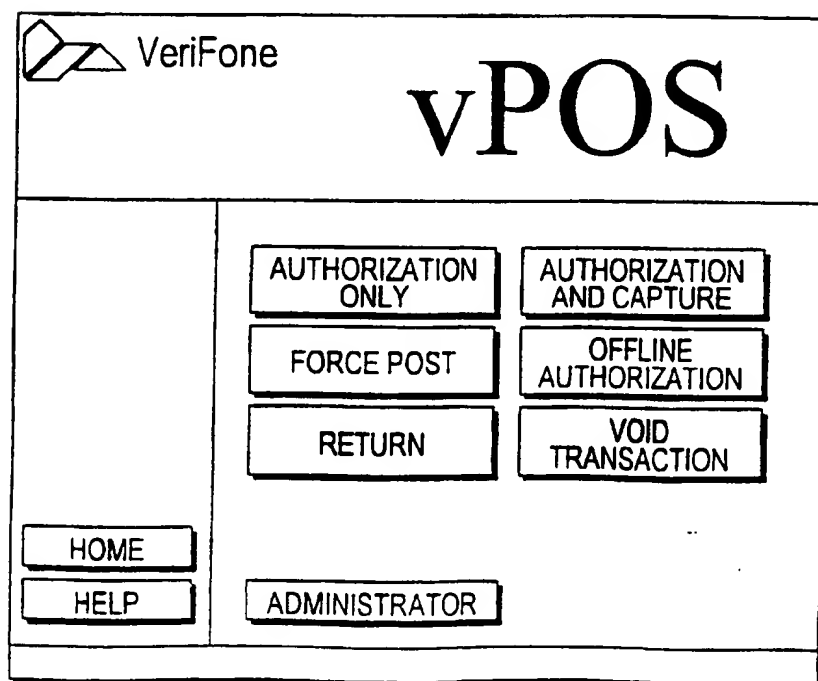 VeriFone
vPOS
AUTHORIZATION
ONLY
AUTHORIZATION
AND CAPTURE
FORCE POST
OFFLINE
AUTHORIZATION
RETURN
VOID
TRANSACTION
HOME
HELP
ADMINISTRATOR